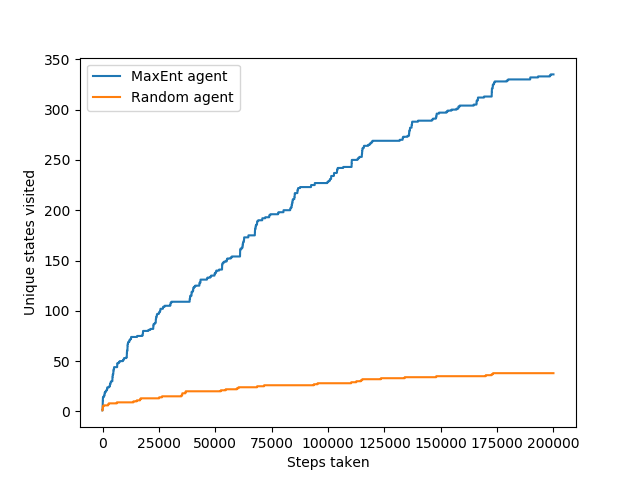 MaxEnt agent
Random agent
350
300
250
200
150
100
50
0
Unique states visited
0 25000 50000 75000 100000 125000 150000 175000 200000
Steps taken